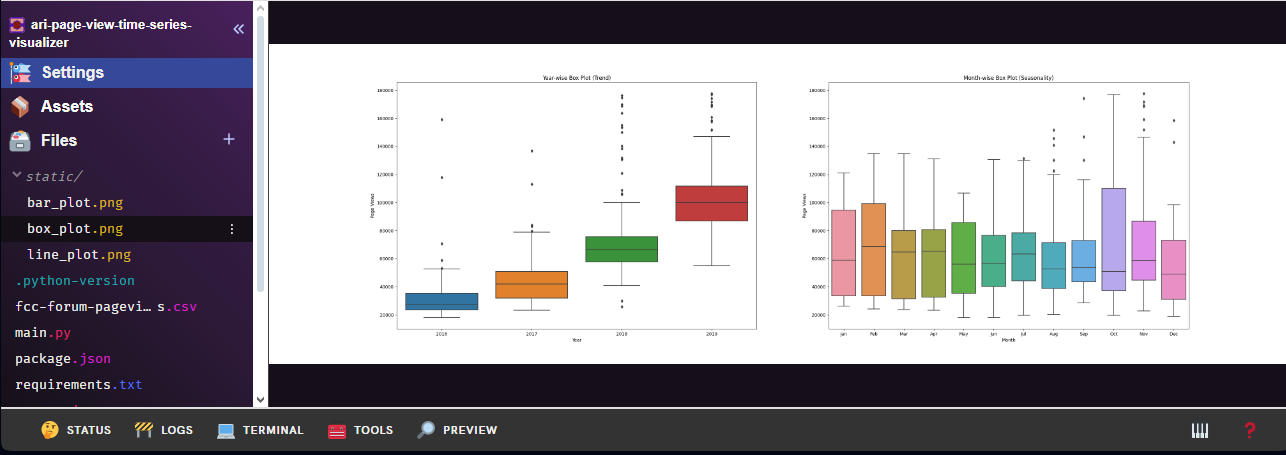 ari-page-view-time-series-
visualizer
«
Settings
Assets
Files +
static/
bar_plot.png
box_plot.png
line_plot.png
.python-version
fcc-forum-pagevi… s.csv
main.py
package.json
requirements.txt
Year-wise Box Plot (Trend)
Page Views
180000
160000
140000
120000
100000
80000
60000
40000
20000
2016 2017 2018 2019
Year
Month-wise Box Plot (Seasonality)
Page Views
180000
160000
140000
120000
100000
80000
60000
40000
20000
Jan Feb Mar Apr May Jun Jul Aug Sep Oct Nov Dec
Month
STATUS LOGS TERMINAL TOOLS PREVIEW ?